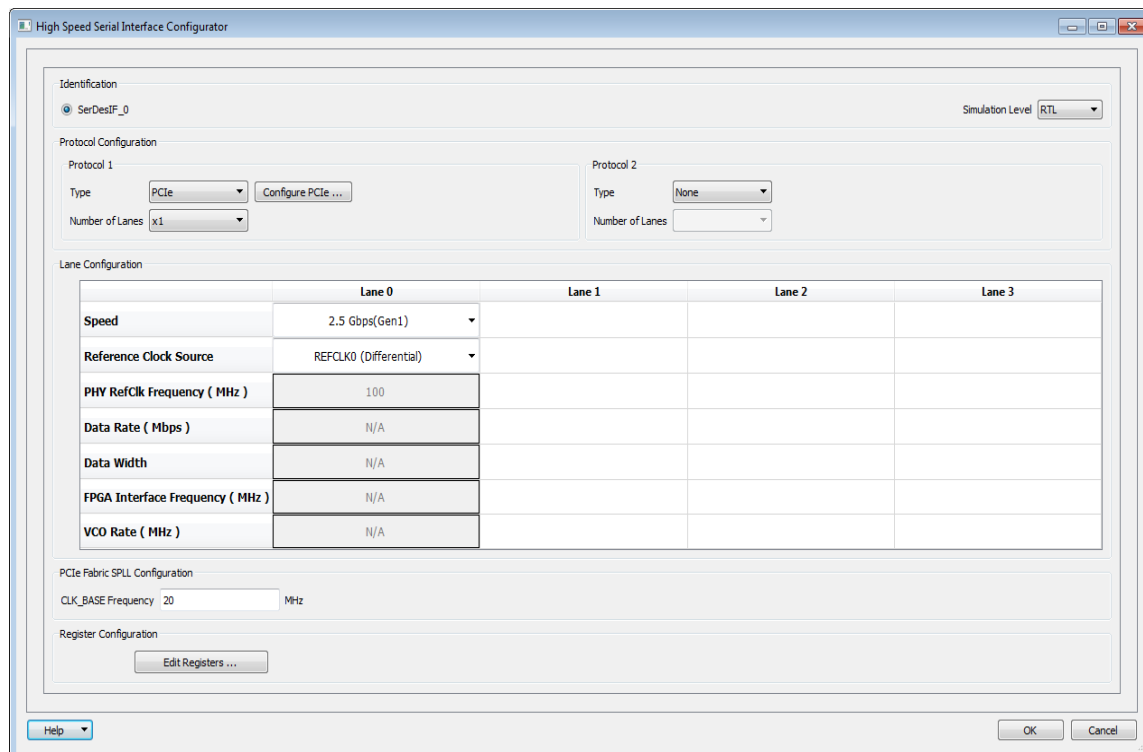 High Speed Serial Interface Configurator
Identification
SerDesIF_0
Simulation Level RTL
Protocol Configuration
Protocol 1
Type PCIe Configure PCIe ...
Number of Lanes x1
Protocol 2
Type None
Number of Lanes
Lane Configuration
Lane 0 Lane 1 Lane 2 Lane 3
Speed 2.5 Gbps(Gen1)
Reference Clock Source REFCLK0 (Differential)
PHY RefClk Frequency ( MHz ) 100
Data Rate ( Mbps ) N/A
Data Width N/A
FPGA Interface Frequency ( MHz ) N/A
VCO Rate ( MHz ) N/A
PCIe Fabric SPLL Configuration
CLK_BASE Frequency 20 MHz
Register Configuration
Edit Registers ...
Help OK Cancel